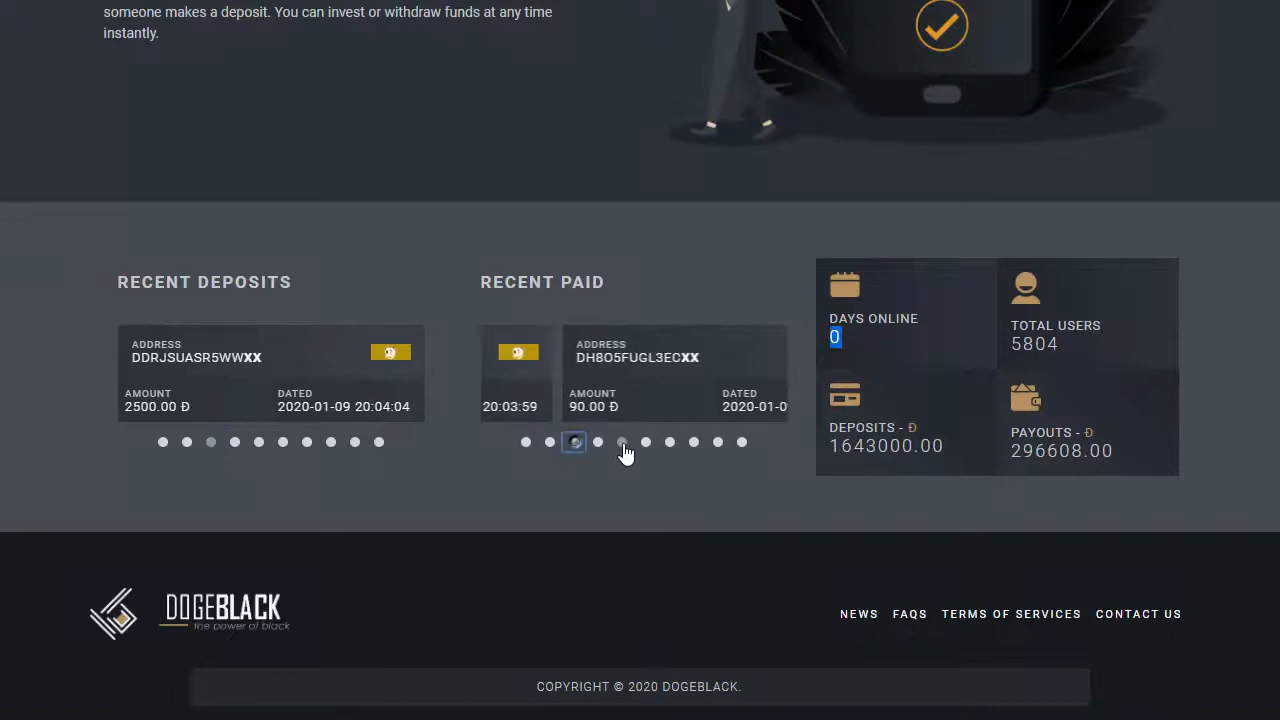 someone makes a deposit. You can invest or withdraw funds at any time
instantly.
RECENT DEPOSITS
ADDRESS
DDRJSUASR5WWXX
AMOUNT
2500.00 Đ
DATED
2020-01-09 20:04:04
RECENT PAID
20:03:59
ADDRESS
DH8O5FUGL3ECXX
AMOUNT
90.00 Đ
DATED
2020-01-0
DAYS ONLINE
0
TOTAL USERS
5804
DEPOSITS - Đ
1643000.00
PAYOUTS - Đ
296608.00
DOGEBLACK
the power of black
NEWS FAQS TERMS OF SERVICES CONTACT US
COPYRIGHT © 2020 DOGEBLACK.